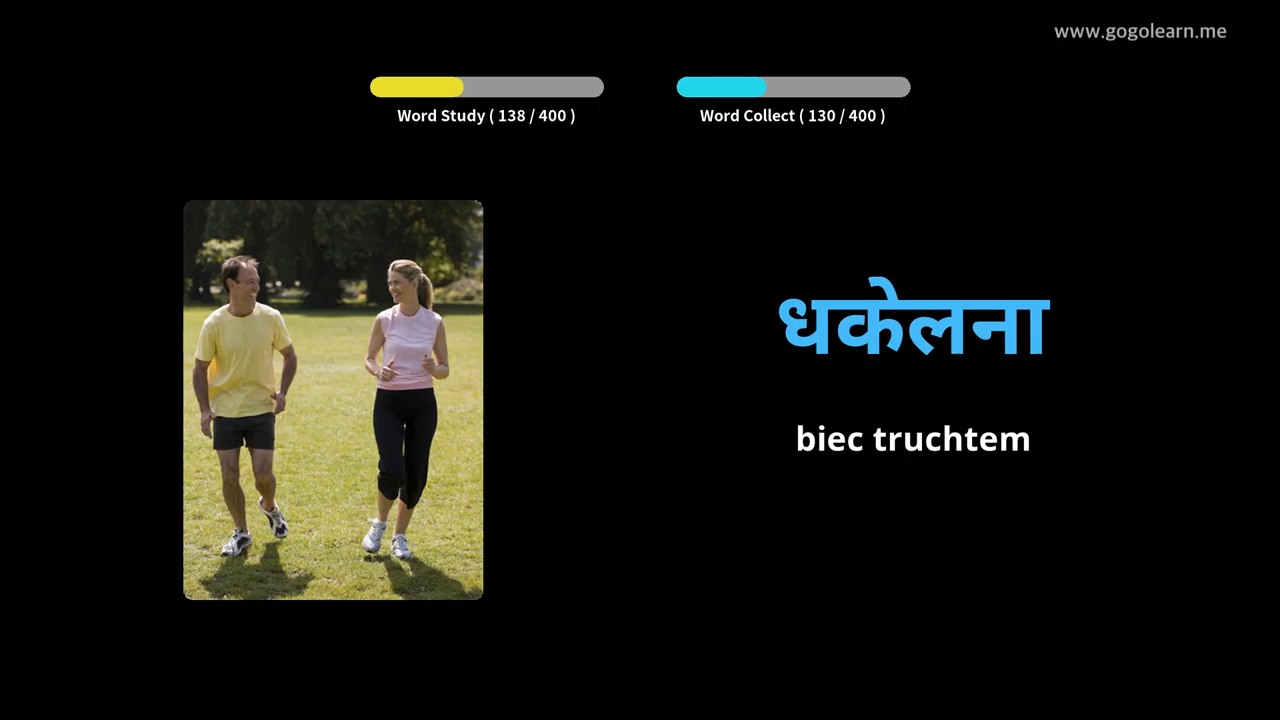 www.gogolearn.me
Word Study ( 138 / 400 )
Word Collect ( 130 / 400 )
धकेलना
biec truchtem